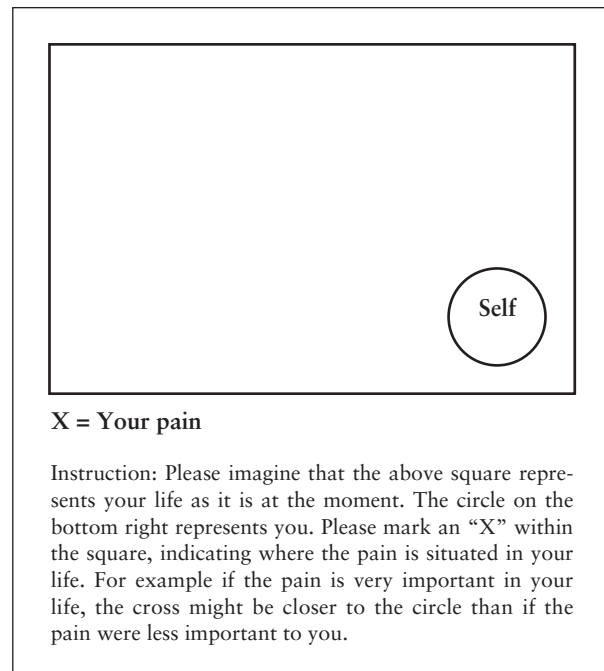 Self
X = Your pain
Instruction: Please imagine that the above square repre-
sents your life as it is at the moment. The circle on the
bottom right represents you. Please mark an “X” within
the square, indicating where the pain is situated in your
life. For example if the pain is very important in your
life, the cross might be closer to the circle than if the
pain were less important to you.